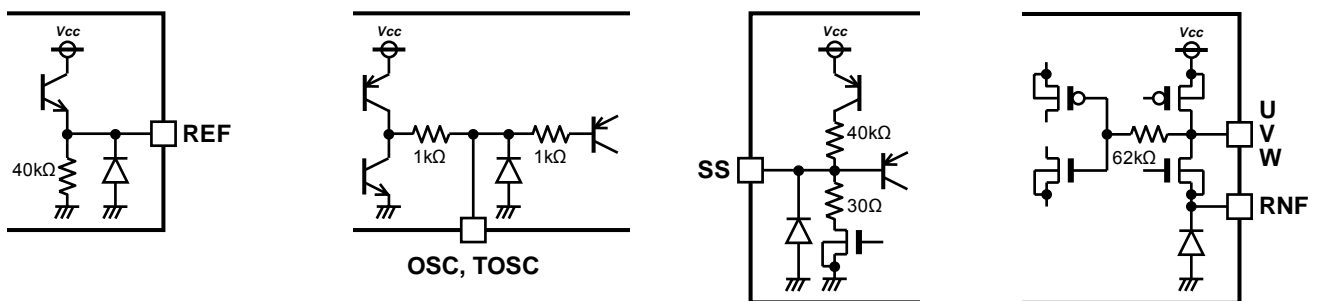 Vcc
REF
40kΩ
Vcc
1kΩ
1kΩ
OSC, TOSC
Vcc
40kΩ
SS
30Ω
Vcc
U
V
W
62kΩ
RNF